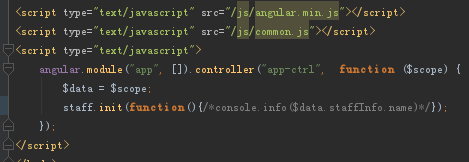 <script type="text/javascript" src="/js/angular.min.js"></script>
<script type="text/javascript" src="/js/common.js"></script>
<script type="text/javascript">
angular.module("app", []).controller("app-ctrl", function ($scope) {
$data = $scope;
staff.init(function(){/*console.info($data.staffInfo.name)*/});
});
</script>
</body>